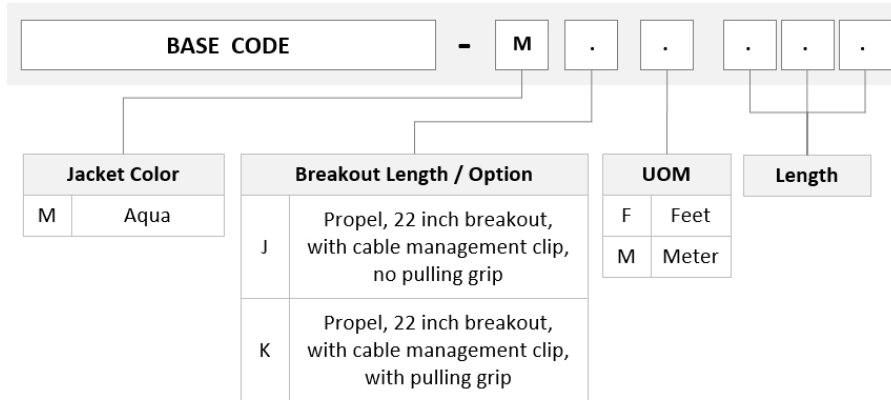 BASE CODE - M . . . . .
Jacket Color
M Aqua
Breakout Length / Option
J Propel, 22 inch breakout,
with cable management clip,
no pulling grip
K Propel, 22 inch breakout,
with cable management clip,
with pulling grip
UOM
F Feet
M Meter
Length